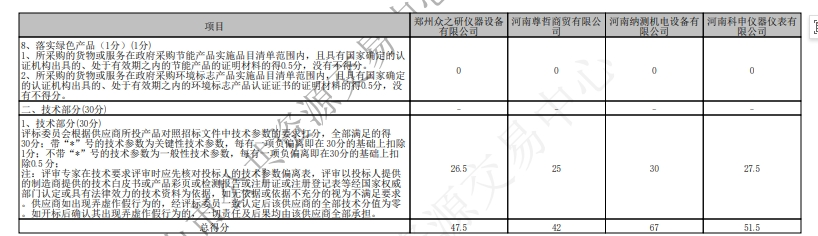 项目
郑州众之研仪器设备有限公司
河南尊哲商贸有限公司
河南纳测机电设备有限公司
河南科申仪器仪表有限公司
8、落实绿色产品（1分）(1分)
1、所采购的货物或服务在政府采购节能产品实施品目清单范围内，且具有国家确定的认
证机构出具的、处于有效期之内的节能产品的证明材料的得0.5分，没有不得分。
2、所采购的货物或服务在政府采购环境标志产品实施品目清单范围内，且具有国家确定
的认证机构出具的、处于有效期之内的环境标志产品认证证书的证明材料的得0.5分，没
有不得分。
0
0
0
0
二、技术部分(30分)
-
-
-
-
1、技术部分(30分)
评标委员会根据供应商所投产品对照招标文件中技术参数的要求打分，全部满足的得
30分；带“*”号的技术参数为关键性技术参数，每有一项负偏离即在30分的基础上扣除
1分；不带“*”号的技术参数为一般性技术参数，每有一项负偏离即在30分的基础上扣
除0.5分；
注：评审专家在技术要求评审时应先核对投标人的技术参数偏离表，评审以投标人提供
的制造商提供的技术白皮书或产品彩页或检测报告或注册证或注册登记表等经国家权威
部门认定或具有法律效力的技术资料为依据，如无依据或依据不充分的视为不满足要求
。供应商如出现弄虚作假行为的，经评标委员一致认定后该供应商的全部技术分值为零
。如开标后确认其出现弄虚作假行为的，一切责任及后果均由该供应商全部承担。
26.5
25
30
27.5
总得分
47.5
42
67
51.5